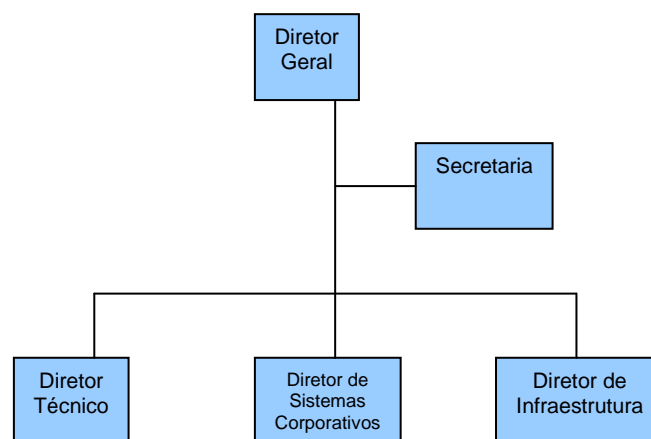 Diretor
Geral
Secretaria
Diretor
Técnico
Diretor de
Sistemas
Corporativos
Diretor de
Infraestrutura